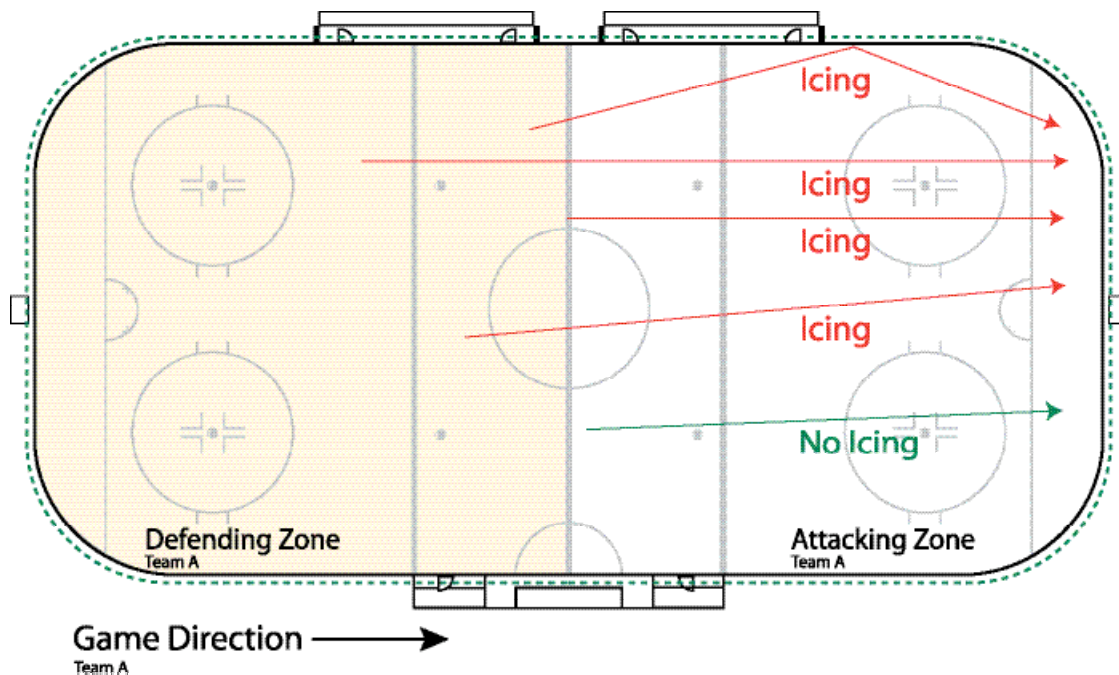 Icing
Icing
Icing
Icing
No Icing
Defending Zone
Team A
Attacking Zone
Team A
Game Direction
Team A